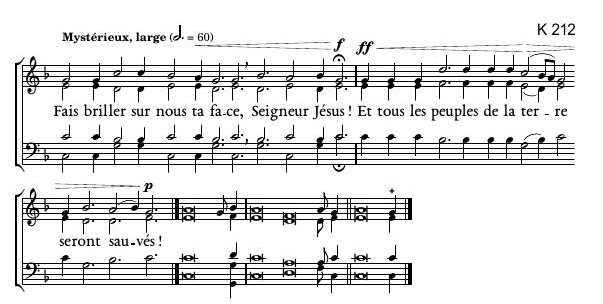 Mystérieux, large (𝅗𝅥. = 60)
K 212
f ff
Fais briller sur nous ta fa-ce, Seigneur Jésus ! Et tous les peuples de la ter - re
p
seront sau-vés !